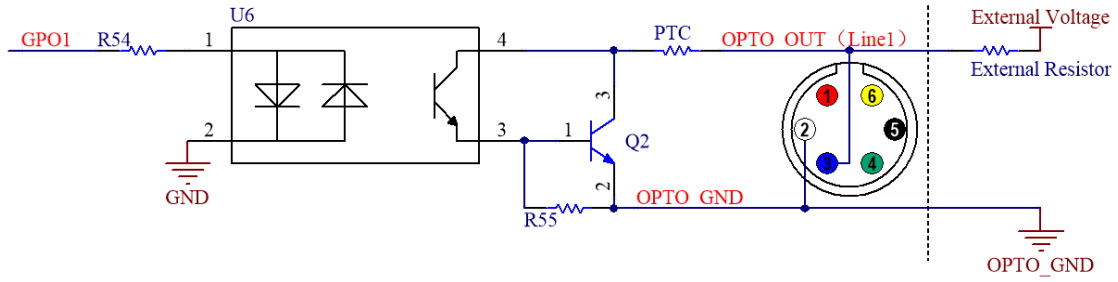 U6
External Voltage
GPO1
R54
1
4
PTC
OPTO OUT（Line1）
External Resistor
3
1
6
2
3
1
Q2
2
5
3
4
2
GND
R55
OPTO GND
OPTO_GND